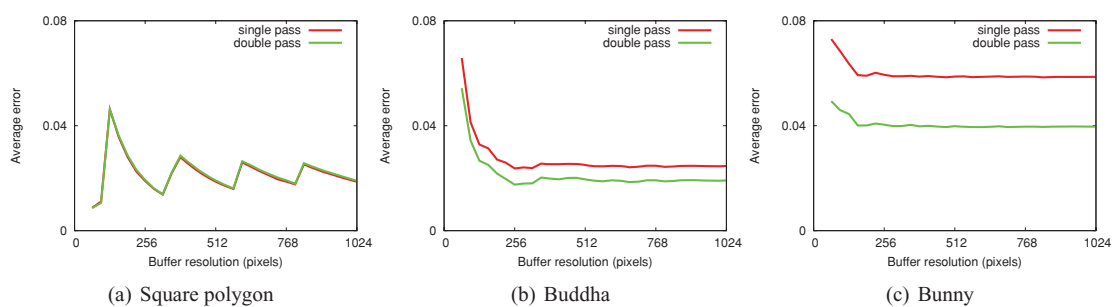 0.08
0.04
0
Average error
single pass
double pass
0 256 512 768 1024
Buffer resolution (pixels)
(a) Square polygon
0.08
0.04
0
Average error
single pass
double pass
0 256 512 768 1024
Buffer resolution (pixels)
(b) Buddha
0.08
0.04
0
Average error
single pass
double pass
0 256 512 768 1024
Buffer resolution (pixels)
(c) Bunny